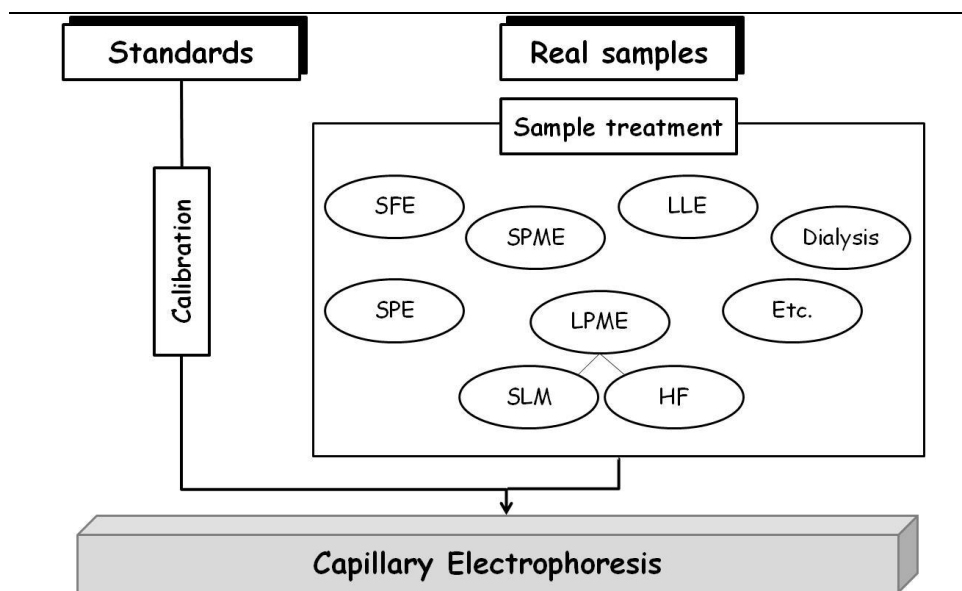 Standards
Real samples
Sample treatment
SFE
LLE
SPME
Dialysis
Calibration
SPE
LPME
Etc.
SLM
HF
Capillary Electrophoresis